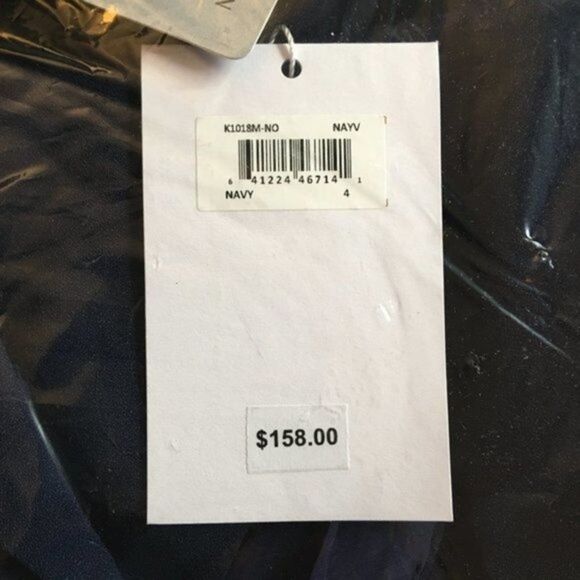 N
K1018M-NO NAYV
6 41224 46714 1
NAVY 4
$158.00